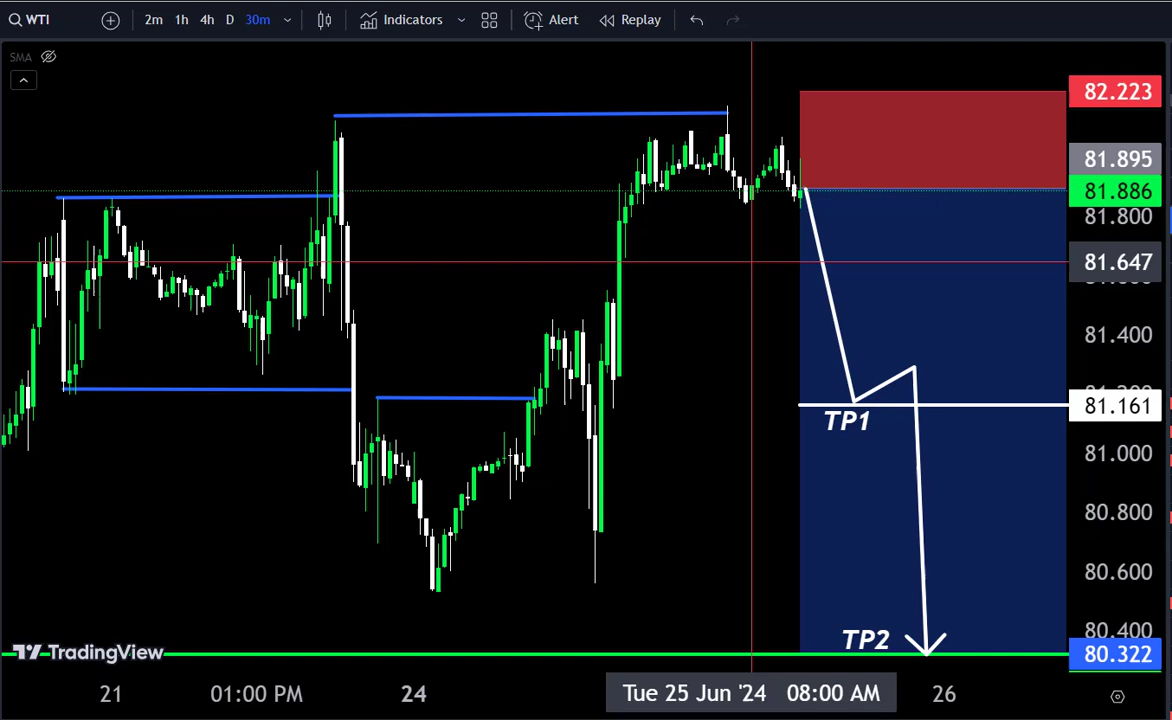 WTI 2m 1h 4h D 30m Indicators Alert Replay
SMA
82.223
81.895
81.886
81.800
81.647
81.400
81.161
TP1
81.000
80.800
80.600
80.400
TP2
80.322
TradingView
21 01:00 PM 24 Tue 25 Jun '24 08:00 AM 26